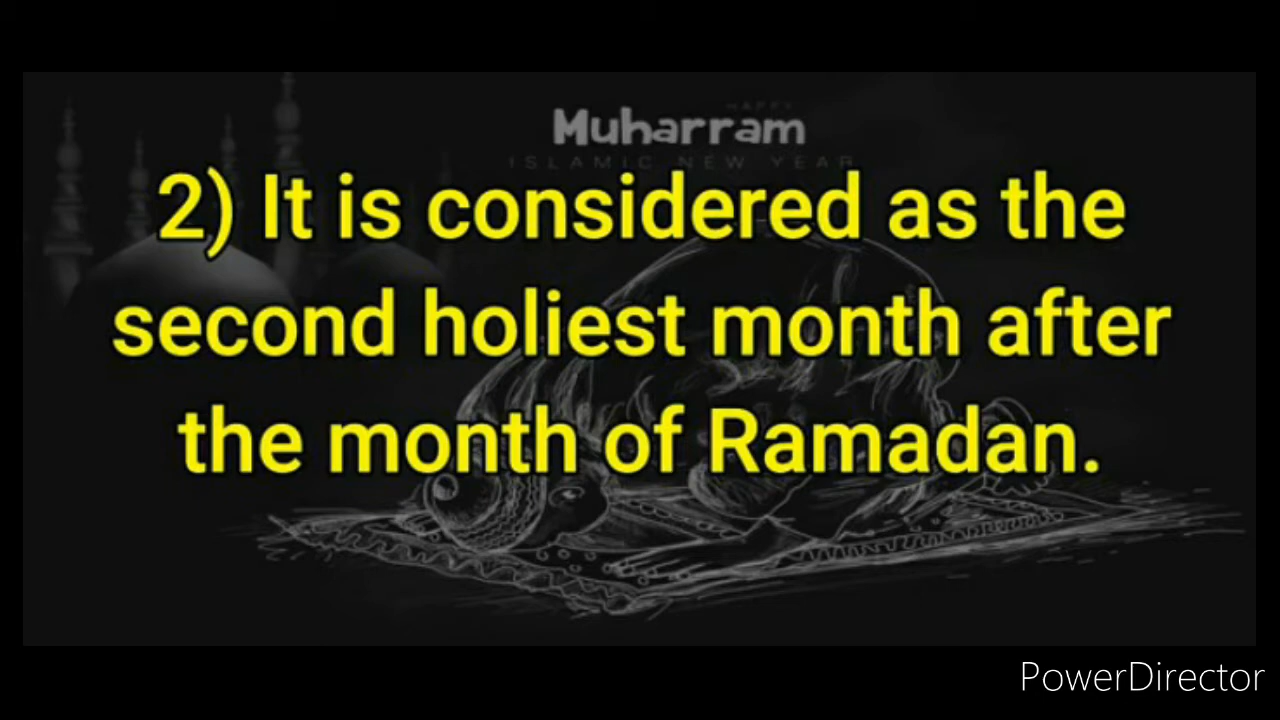 HAPPY
Muharram
ISLAMIC NEW YEAR
2) It is considered as the
second holiest month after
the month of Ramadan.
PowerDirector